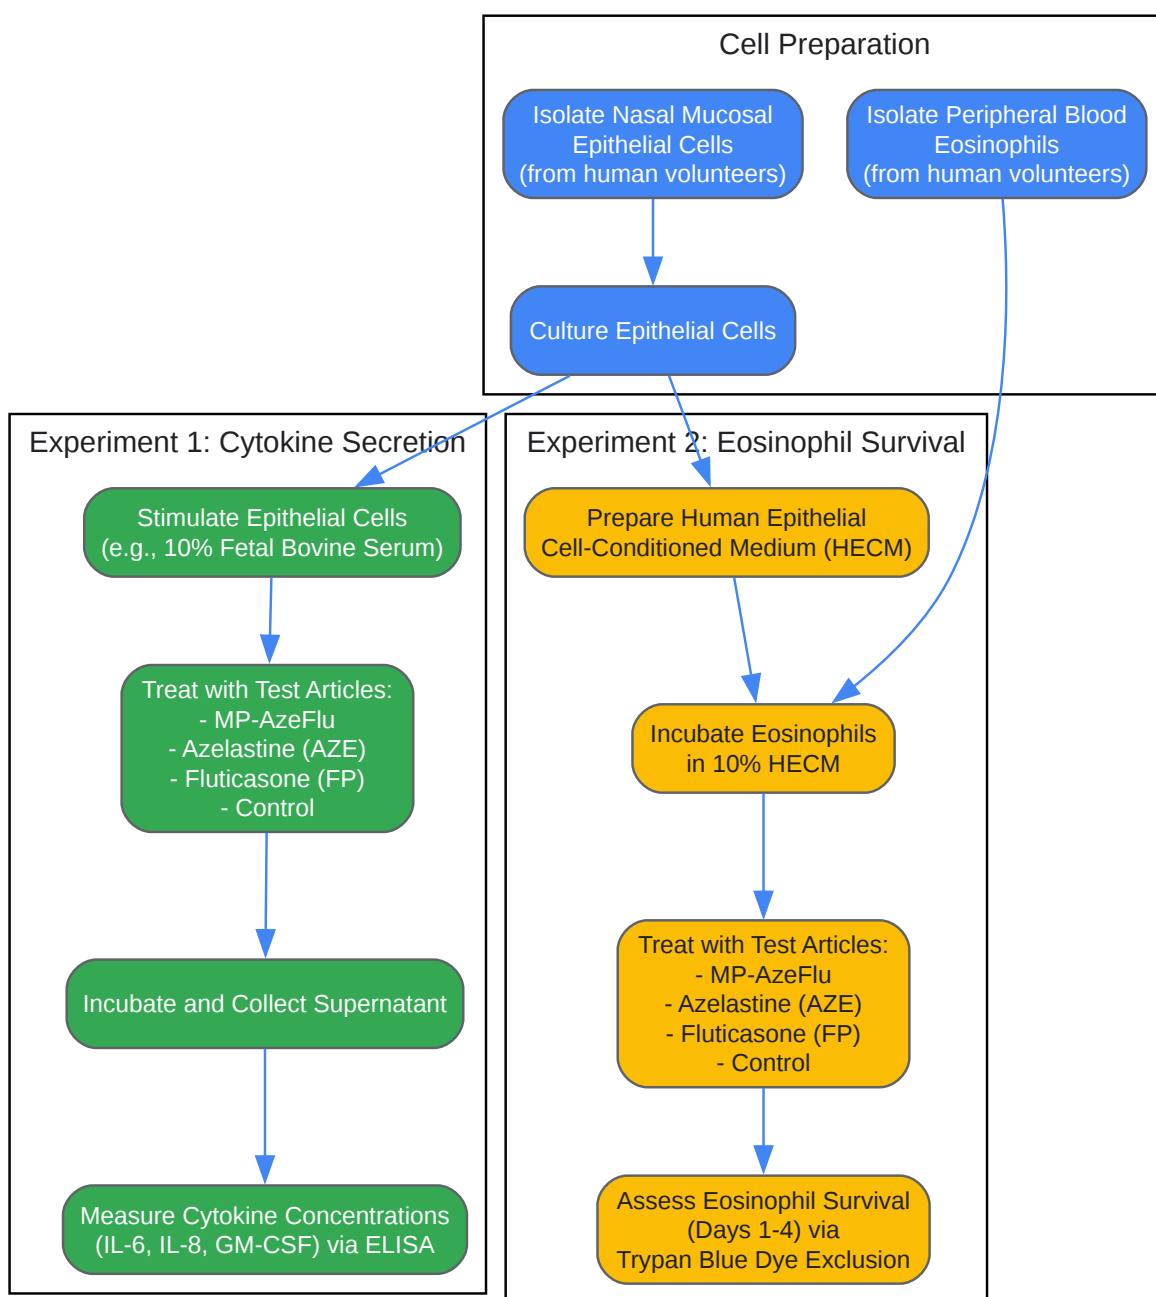 Cell Preparation
Isolate Nasal Mucosal
Epithelial Cells
(from human volunteers)
Isolate Peripheral Blood
Eosinophils
(from human volunteers)
Culture Epithelial Cells
Experiment 1: Cytokine Secretion
Stimulate Epithelial Cells
(e.g., 10% Fetal Bovine Serum)
Treat with Test Articles:
- MP-AzeFlu
- Azelastine (AZE)
- Fluticasone (FP)
- Control
Incubate and Collect Supernatant
Measure Cytokine Concentrations
(IL-6, IL-8, GM-CSF) via ELISA
Experiment 2: Eosinophil Survival
Prepare Human Epithelial
Cell-Conditioned Medium (HECM)
Incubate Eosinophils
in 10% HECM
Treat with Test Articles:
- MP-AzeFlu
- Azelastine (AZE)
- Fluticasone (FP)
- Control
Assess Eosinophil Survival
(Days 1-4) via
Trypan Blue Dye Exclusion